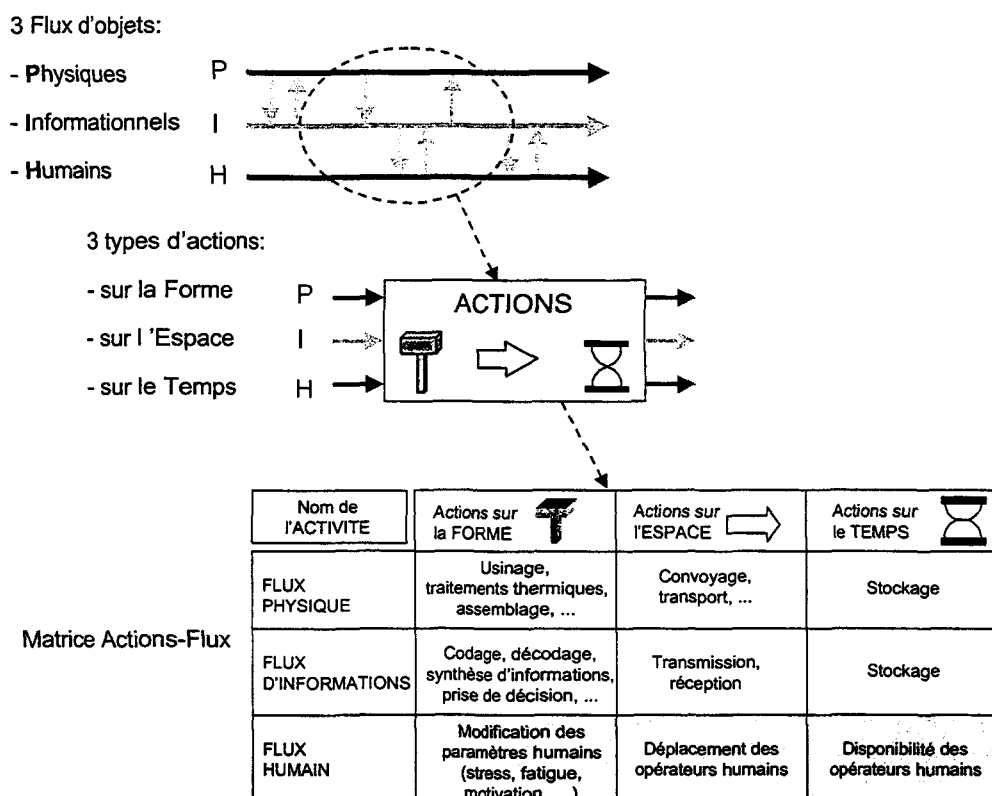 3 Flux d'objets:
- Physiques P
- Informationnels I
- Humains H
3 types d'actions:
- sur la Forme P
- sur l 'Espace I
- sur le Temps H
ACTIONS
Matrice Actions-Flux
Nom de
l'ACTIVITE
Actions sur
la FORME
Actions sur
l'ESPACE
Actions sur
le TEMPS
FLUX
PHYSIQUE
Usinage,
traitements thermiques,
assemblage, ...
Convoyage,
transport, ...
Stockage
FLUX
D'INFORMATIONS
Codage, décodage,
synthèse d'informations,
prise de décision, ...
Transmission,
réception
Stockage
FLUX
HUMAIN
Modification des
paramètres humains
(stress, fatigue,
motivation, ...)
Déplacement des
opérateurs humains
Disponibilité des
opérateurs humains